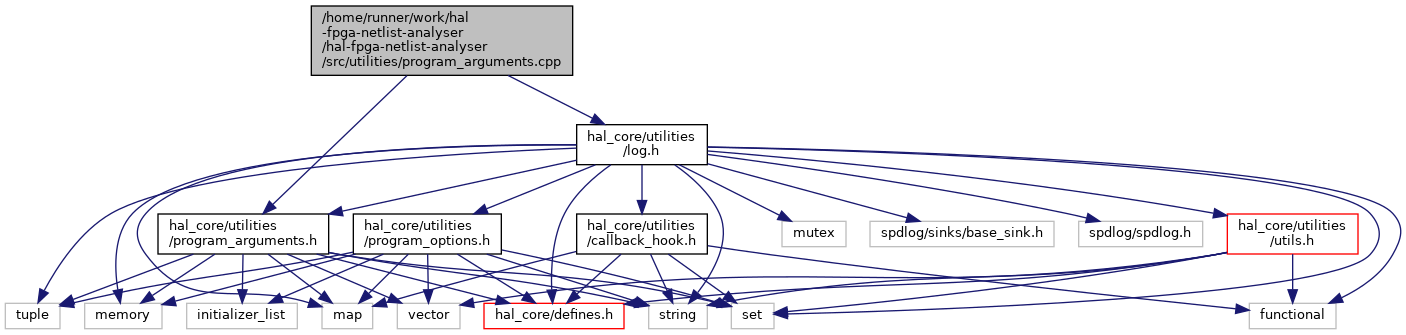 /home/runner/work/hal
-fpga-netlist-analyser
/hal-fpga-netlist-analyser
/src/utilities/program_arguments.cpp
hal_core/utilities
/log.h
hal_core/utilities
/program_arguments.h
hal_core/utilities
/program_options.h
hal_core/utilities
/callback_hook.h
mutex
spdlog/sinks/base_sink.h
spdlog/spdlog.h
hal_core/utilities
/utils.h
tuple
memory
initializer_list
map
vector
hal_core/defines.h
string
set
functional